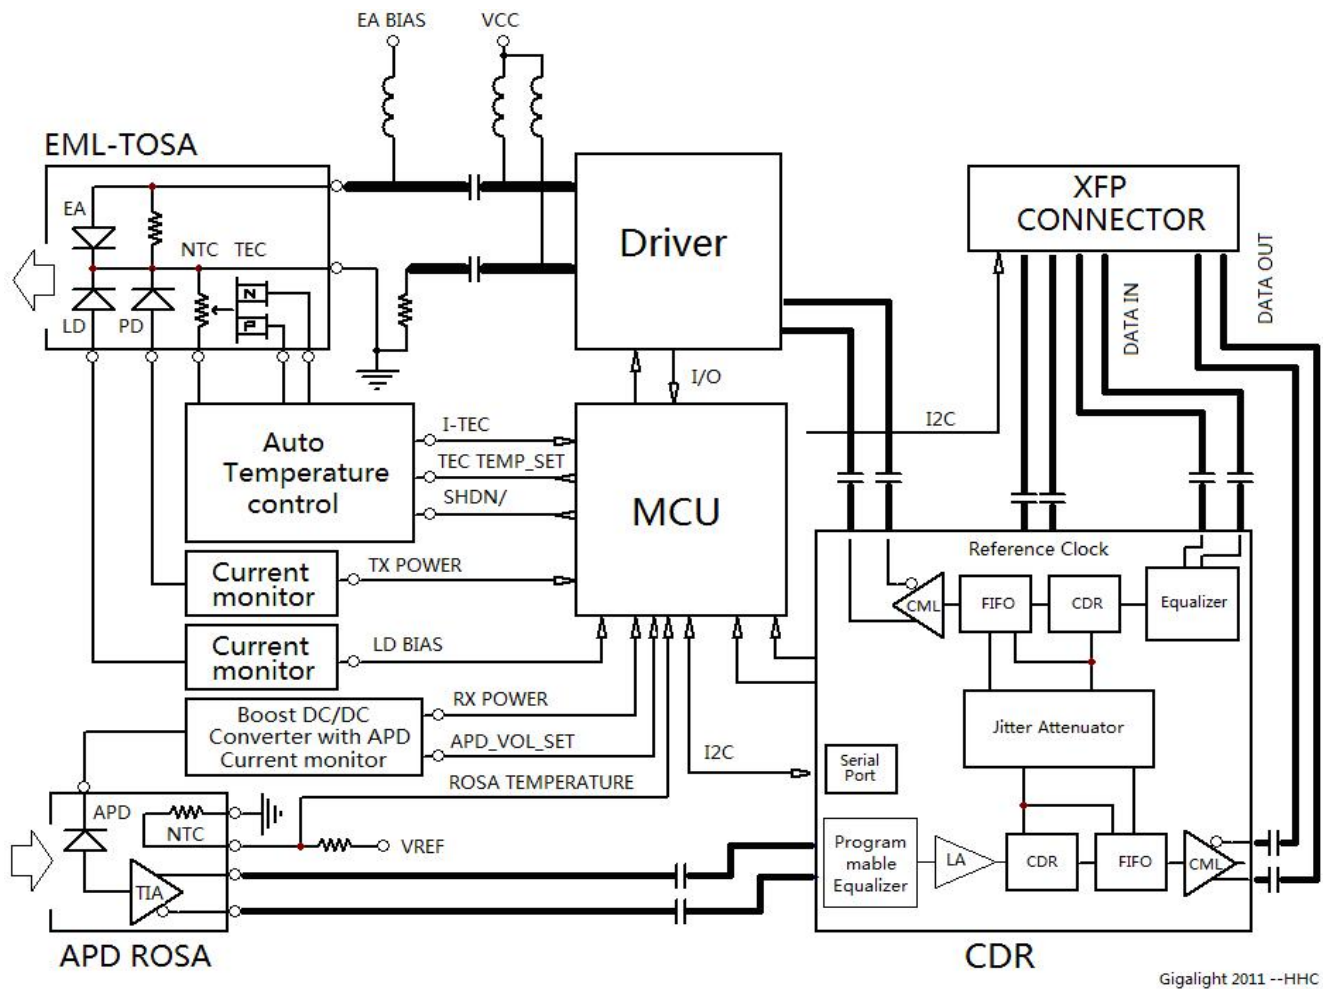 EA BIAS
VCC
EML-TOSA
EA
NTC TEC
N
P
LD
PD
Driver
XFP
CONNECTOR
DATA IN
DATA OUT
I/O
I2C
Auto
Temperature
control
I-TEC
TEC TEMP_SET
SHDN/
MCU
Current
monitor
TX POWER
Current
monitor
LD BIAS
Boost DC/DC
Converter with APD
Current monitor
RX POWER
APD_VOL_SET
ROSA TEMPERATURE
I2C
Reference Clock
CML
FIFO
CDR
Equalizer
Jitter Attenuator
Serial
Port
APD
NTC
VREF
TIA
Program
mable
Equalizer
LA
CDR
FIFO
CML
APD ROSA
CDR
Gigalight 2011 --HHC